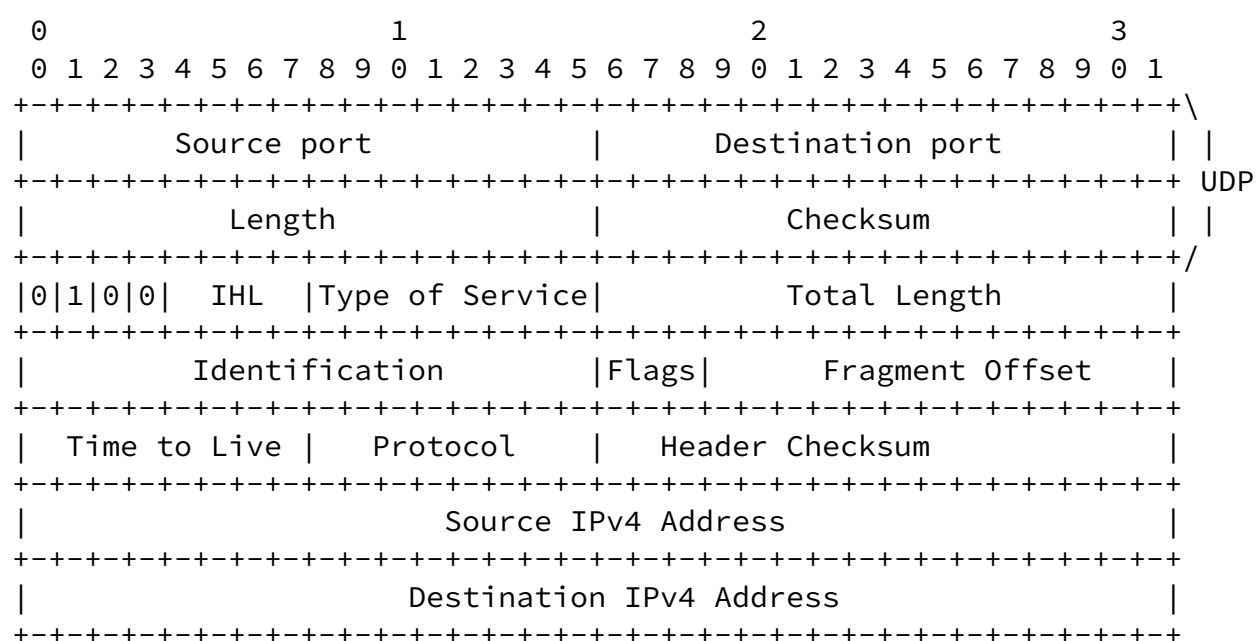 0                   1                   2                   3
 0 1 2 3 4 5 6 7 8 9 0 1 2 3 4 5 6 7 8 9 0 1 2 3 4 5 6 7 8 9 0 1
+-+-+-+-+-+-+-+-+-+-+-+-+-+-+-+-+-+-+-+-+-+-+-+-+-+-+-+-+-+-+-+-+\
|        Source port            |      Destination port         | |
+-+-+-+-+-+-+-+-+-+-+-+-+-+-+-+-+-+-+-+-+-+-+-+-+-+-+-+-+-+-+-+-+ UDP
|           Length              |          Checksum             | |
+-+-+-+-+-+-+-+-+-+-+-+-+-+-+-+-+-+-+-+-+-+-+-+-+-+-+-+-+-+-+-+-+/
|0|1|0|0|  IHL  |Type of Service|          Total Length         |
+-+-+-+-+-+-+-+-+-+-+-+-+-+-+-+-+-+-+-+-+-+-+-+-+-+-+-+-+-+-+-+-+
|         Identification        |Flags|      Fragment Offset    |
+-+-+-+-+-+-+-+-+-+-+-+-+-+-+-+-+-+-+-+-+-+-+-+-+-+-+-+-+-+-+-+-+
|  Time to Live |   Protocol    |   Header Checksum             |
+-+-+-+-+-+-+-+-+-+-+-+-+-+-+-+-+-+-+-+-+-+-+-+-+-+-+-+-+-+-+-+-+
|                       Source IPv4 Address                     |
+-+-+-+-+-+-+-+-+-+-+-+-+-+-+-+-+-+-+-+-+-+-+-+-+-+-+-+-+-+-+-+-+
|                     Destination IPv4 Address                  |
+-+-+-+-+-+-+-+-+-+-+-+-+-+-+-+-+-+-+-+-+-+-+-+-+-+-+-+-+-+-+-+-+